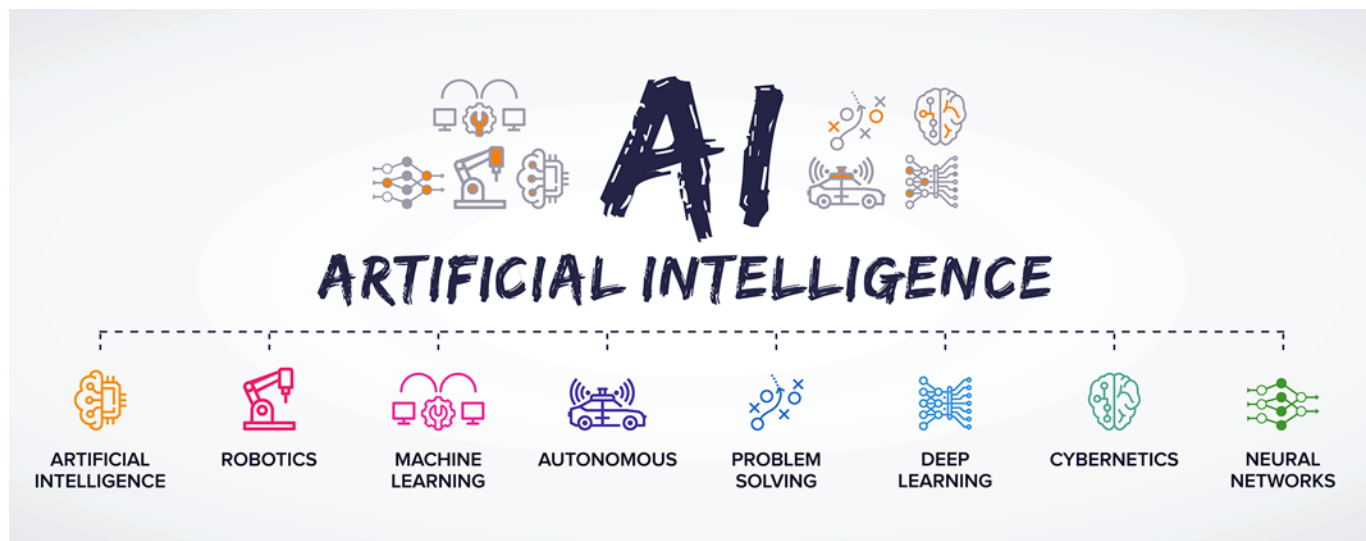 AI
ARTIFICIAL INTELLIGENCE
ARTIFICIAL
INTELLIGENCE
ROBOTICS
MACHINE
LEARNING
AUTONOMOUS
PROBLEM
SOLVING
DEEP
LEARNING
CYBERNETICS
NEURAL
NETWORKS